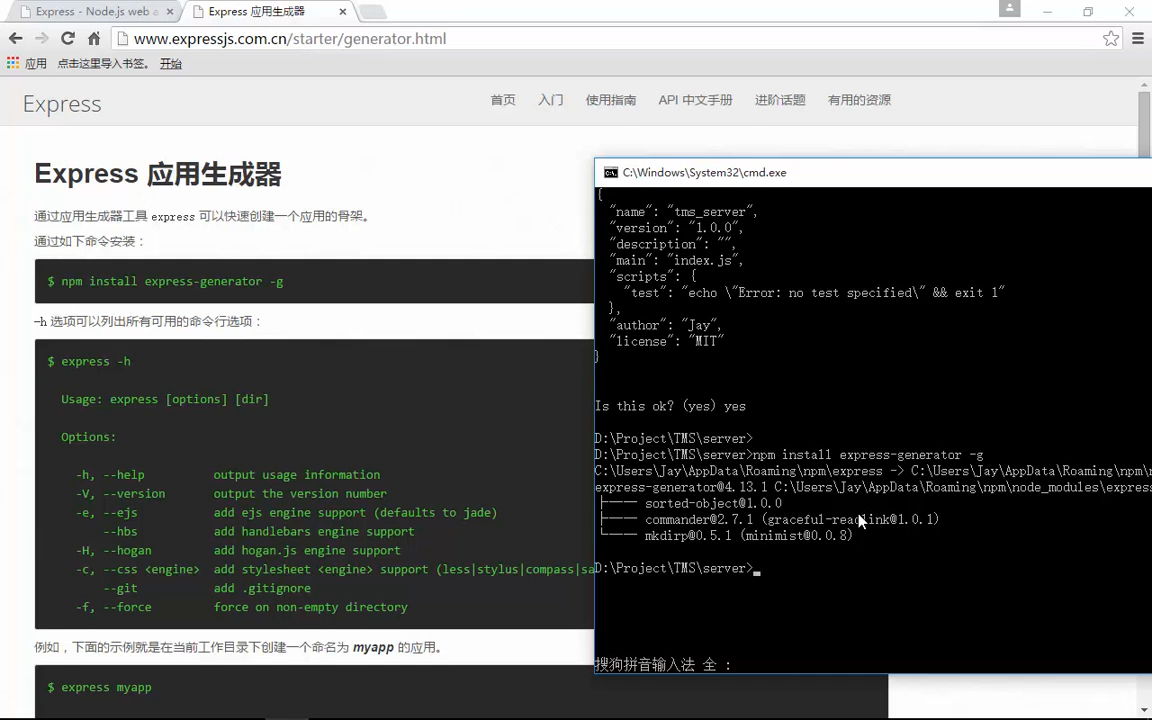 Express - Node.js web a
Express 应用生成器
www.expressjs.com.cn/starter/generator.html
应用 点击这里导入书签。 开始
Express 首页 入门 使用指南 API 中文手册 进阶话题 有用的资源
Express 应用生成器
通过应用生成器工具 express 可以快速创建一个应用的骨架。
通过如下命令安装：
$ npm install express-generator -g
-h 选项可以列出所有可用的命令行选项：
$ express -h
Usage: express [options] [dir]
Options:
-h, --help output usage information
-V, --version output the version number
-e, --ejs add ejs engine support (defaults to jade)
--hbs add handlebars engine support
-H, --hogan add hogan.js engine support
-c, --css <engine> add stylesheet <engine> support (less|stylus|compass|sa
--git add .gitignore
-f, --force force on non-empty directory
例如，下面的示例就是在当前工作目录下创建一个命名为 myapp 的应用。
$ express myapp
C:\Windows\System32\cmd.exe
{
"name": "tms_server",
"version": "1.0.0",
"description": "",
"main": "index.js",
"scripts": {
"test": "echo \"Error: no test specified\" && exit 1"
},
"author": "Jay",
"license": "MIT"
}
Is this ok? (yes) yes
D:\Project\TMS\server>
D:\Project\TMS\server>npm install express-generator -g
C:\Users\Jay\AppData\Roaming\npm\express -> C:\Users\Jay\AppData\Roaming\npm\n
express-generator@4.13.1 C:\Users\Jay\AppData\Roaming\npm\node_modules\express
├── sorted-object@1.0.0
├── commander@2.7.1 (graceful-readlink@1.0.1)
└── mkdirp@0.5.1 (minimist@0.0.8)
D:\Project\TMS\server>_
搜狗拼音输入法 全 :